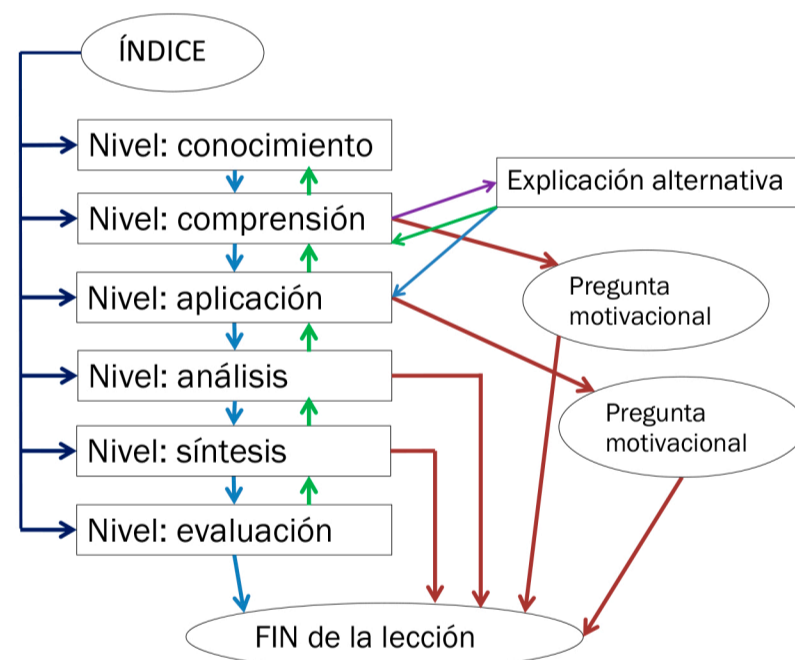 ÍNDICE
Nivel: conocimiento
Nivel: comprensión
Nivel: aplicación
Nivel: análisis
Nivel: síntesis
Nivel: evaluación
Explicación alternativa
Pregunta
motivacional
Pregunta
motivacional
FIN de la lección